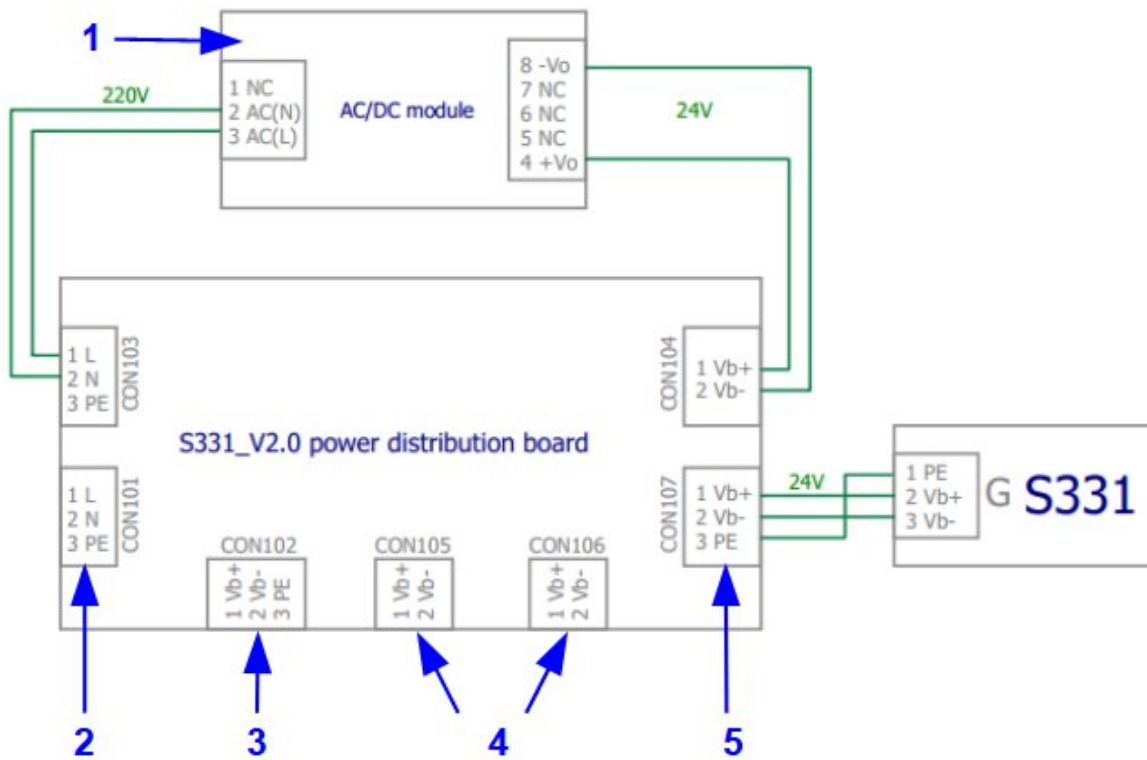 1
1 NC
2 AC(N)
3 AC(L)
220V
AC/DC module
8 -Vo
7 NC
6 NC
5 NC
4 +Vo
24V
1 L
2 N
3 PE
CON103
CON104
1 Vb+
2 Vb-
S331_V2.0 power distribution board
1 L
2 N
3 PE
CON101
CON102
1 Vb+
2 Vb-
3 PE
CON105
1 Vb+
2 Vb-
CON106
1 Vb+
2 Vb-
CON107
1 Vb+
2 Vb-
3 PE
24V
1 PE
2 Vb+
3 Vb-
G S331
2
3
4
5